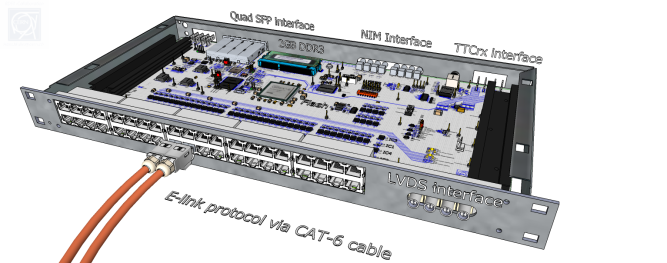 Quad SFP interface
2GB DDR3
NIM Interface
TTCrx interface
LVDS interface
E-link protocol via CAT-6 cable